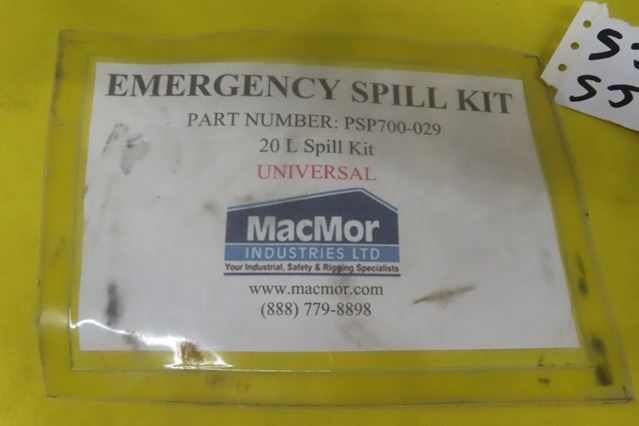 EMERGENCY SPILL KIT
PART NUMBER: PSP700-029
20 L Spill Kit
UNIVERSAL
MacMor
INDUSTRIES LTD
Your Industrial, Safety & Rigging Specialists
www.macmor.com
(888) 779-8898